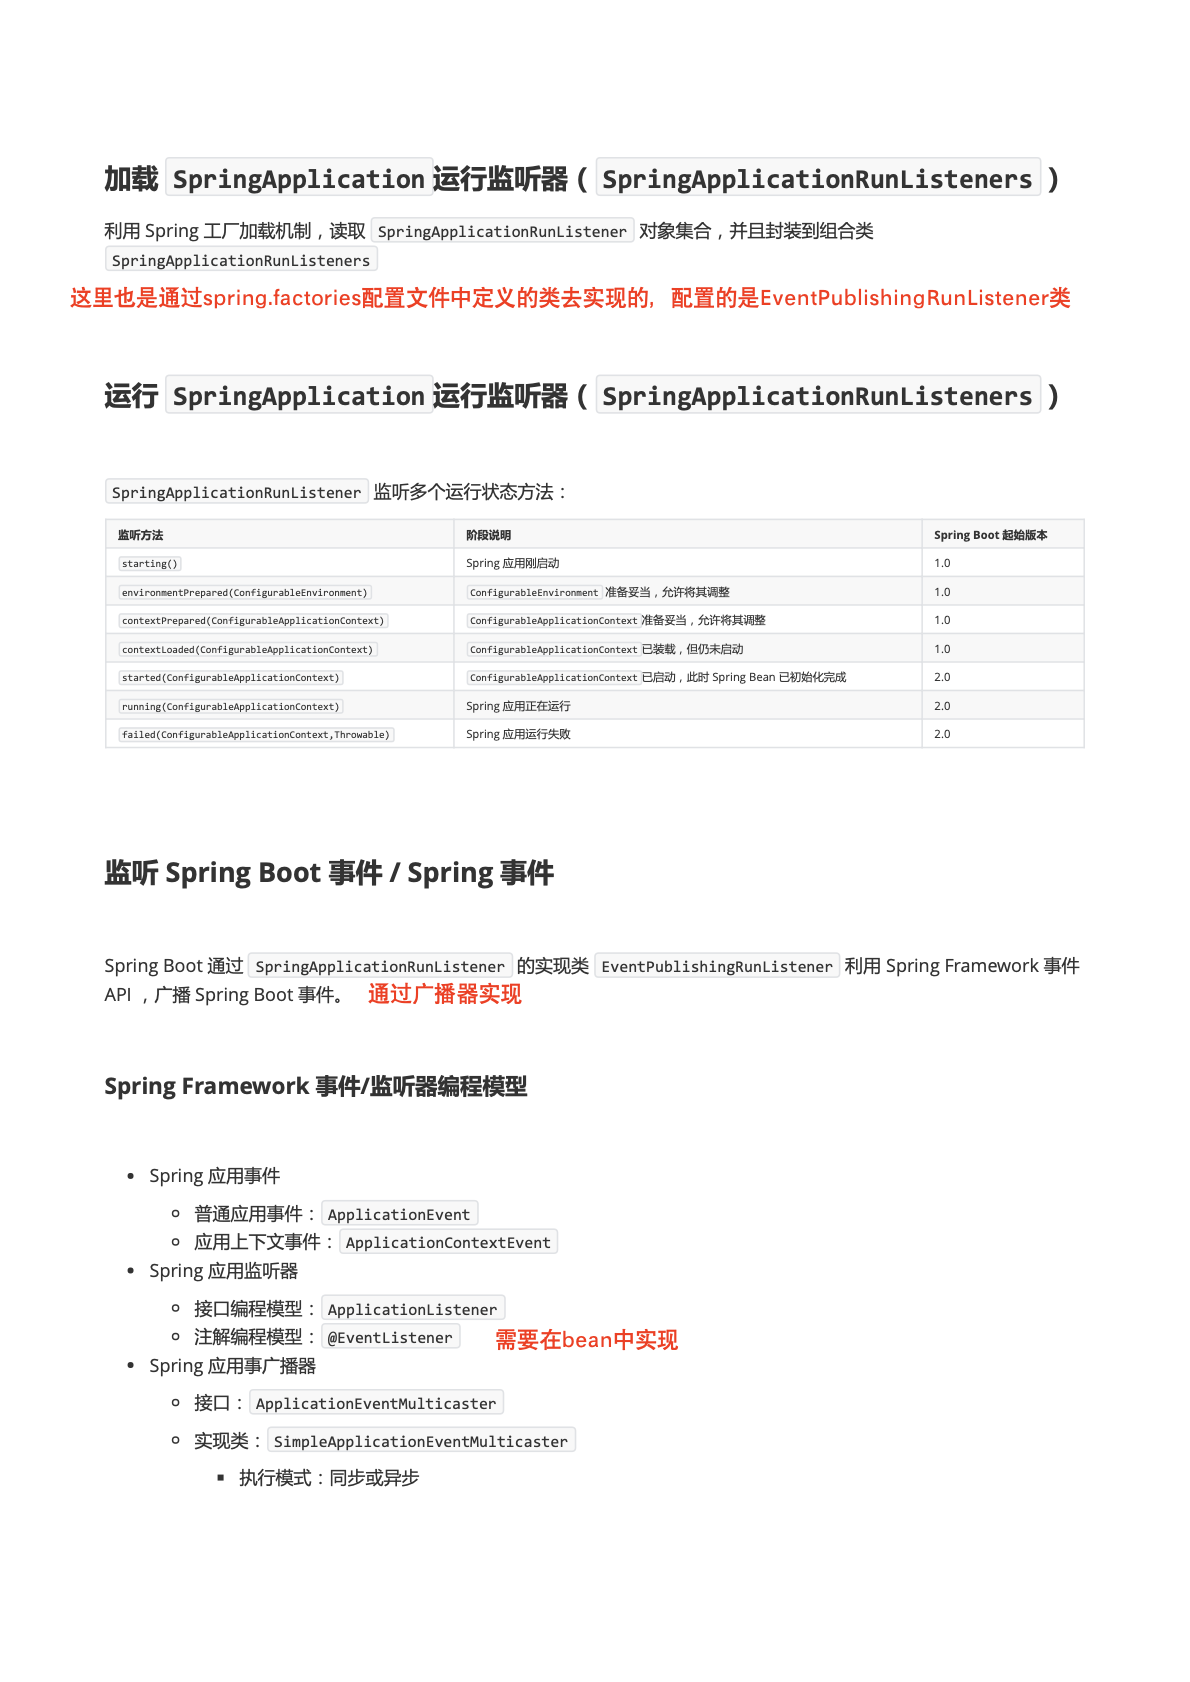 加载 SpringApplication 运行监听器（ SpringApplicationRunListeners ）
利用 Spring 工厂加载机制，读取 SpringApplicationRunListener 对象集合，并且封装到组合类
SpringApplicationRunListeners
这里也是通过spring.factories配置文件中定义的类去实现的，配置的是EventPublishingRunListener类
运行 SpringApplication 运行监听器（ SpringApplicationRunListeners ）
SpringApplicationRunListener 监听多个运行状态方法：
监听方法 阶段说明 Spring Boot 起始版本
starting() Spring 应用刚启动 1.0
environmentPrepared(ConfigurableEnvironment) ConfigurableEnvironment 准备妥当，允许将其调整 1.0
contextPrepared(ConfigurableApplicationContext) ConfigurableApplicationContext 准备妥当，允许将其调整 1.0
contextLoaded(ConfigurableApplicationContext) ConfigurableApplicationContext 已装载，但仍未启动 1.0
started(ConfigurableApplicationContext) ConfigurableApplicationContext 已启动，此时 Spring Bean 已初始化完成 2.0
running(ConfigurableApplicationContext) Spring 应用正在运行 2.0
failed(ConfigurableApplicationContext,Throwable) Spring 应用运行失败 2.0
监听 Spring Boot 事件 / Spring 事件
Spring Boot 通过 SpringApplicationRunListener 的实现类 EventPublishingRunListener 利用 Spring Framework 事件
API ，广播 Spring Boot 事件。 通过广播器实现
Spring Framework 事件/监听器编程模型
• Spring 应用事件
○ 普通应用事件： ApplicationEvent
○ 应用上下文事件： ApplicationContextEvent
• Spring 应用监听器
○ 接口编程模型： ApplicationListener
○ 注解编程模型： @EventListener 需要在bean中实现
• Spring 应用事广播器
○ 接口： ApplicationEventMulticaster
○ 实现类： SimpleApplicationEventMulticaster
▪ 执行模式：同步或异步